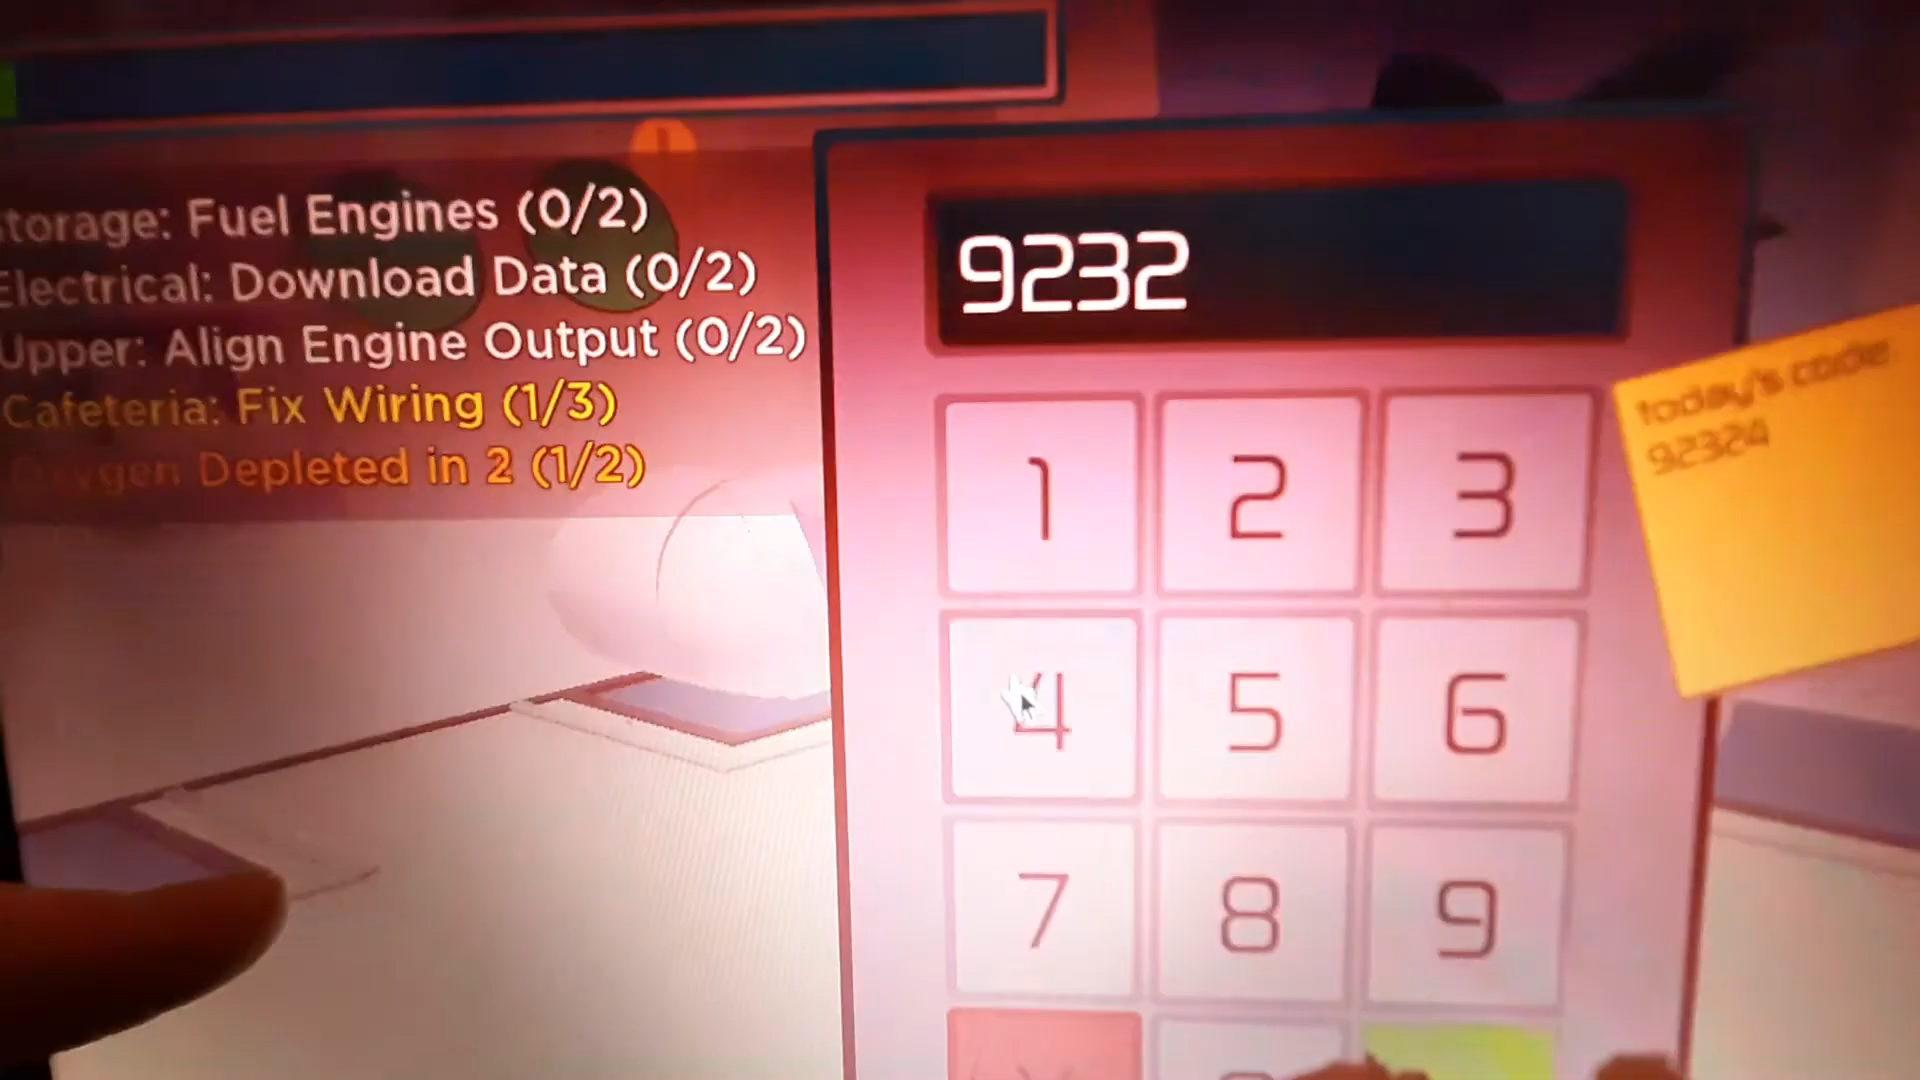 torage: Fuel Engines (0/2)
Electrical: Download Data (0/2)
Upper: Align Engine Output (0/2)
Cafeteria: Fix Wiring (1/3)
Oxygen Depleted in 2 (1/2)
9232
today's code
92324
1 2 3
4 5 6
7 8 9